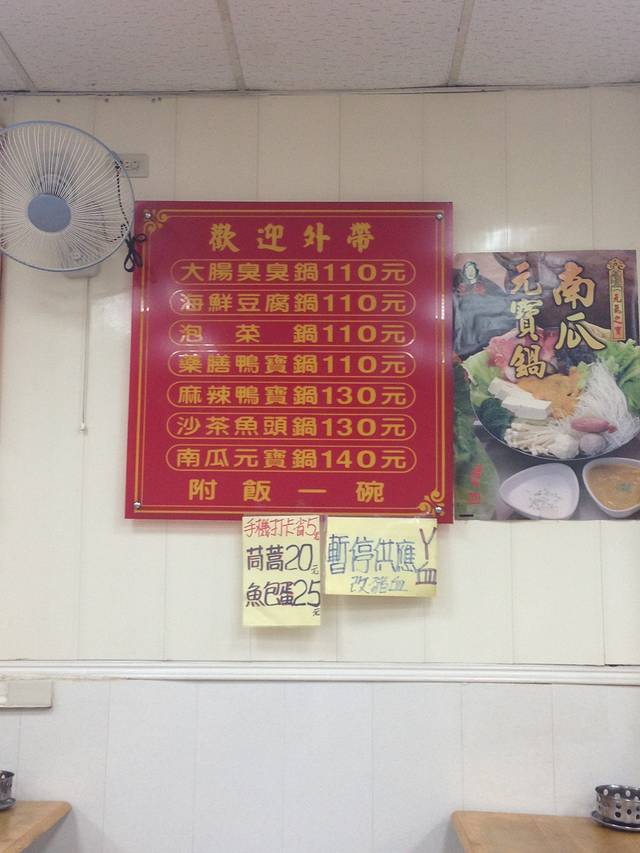 歡迎外帶
大腸臭臭鍋110元
海鮮豆腐鍋110元
泡菜鍋110元
藥膳鴨寶鍋110元
麻辣鴨寶鍋130元
沙茶魚頭鍋130元
南瓜元寶鍋140元
附飯一碗
南瓜
元寶鍋
元氣之寶
手機打卡省5元
茼蒿20元
魚包蛋25元
暫停供應丫血
改豬血